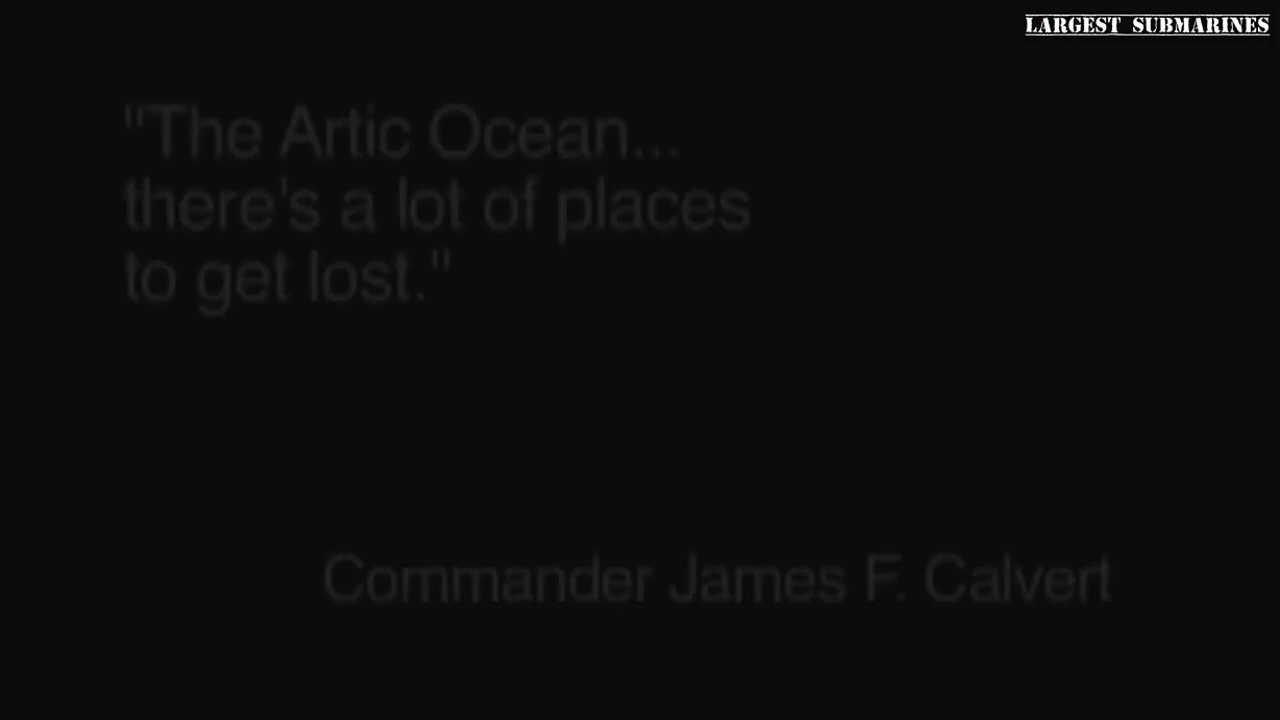 LARGEST SUBMARINES
"The Artic Ocean...
there's a lot of places
to get lost."
Commander James F. Calvert